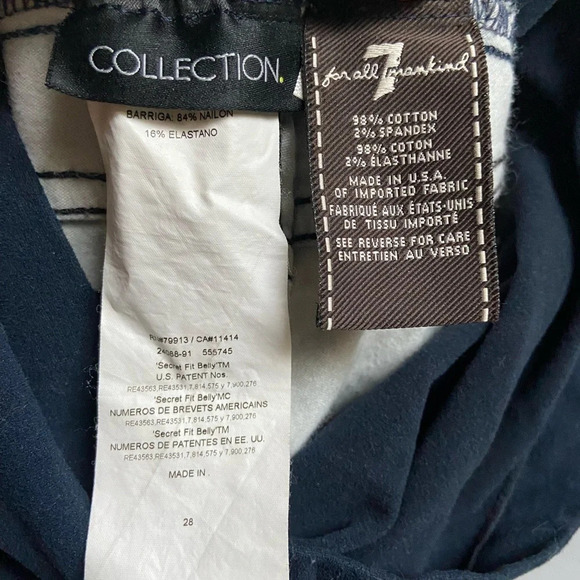 COLLECTION.
BARRIGA: 84% NAILON
16% ELASTANO
79913 / CA#11414
555745
'Secret Fit Belly'TM
U.S. PATENT Nos.
RE43563,RE43531,7,814,575 y 7,900,276
'Secret Fit Belly'MC
NUMEROS DE BREVETS AMERICAINS
RE43563,RE43531,7,814,575 y 7,900,276
'Secret Fit Belly'TM
NUMEROS DE PATENTES EN EE. UU.
RE43563,RE43531,7,814,575 y 7,900,276
MADE IN
28
7
for all mankind
98% COTTON
2% SPANDEX
98% COTON
2% ÉLASTHANNE
MADE IN U.S.A
OF IMPORTED FABRIC
FABRIQUÉ AUX ÉTATS-UNIS
DE TISSU IMPORTÉ
SEE REVERSE FOR CARE
ENTRETIEN AU VERSO